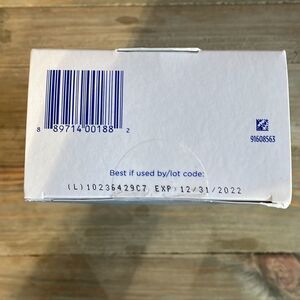 8 89714 00188 2
91608563
Best if used by/lot code:
(L)10236429C7 EXP:12/31/2022